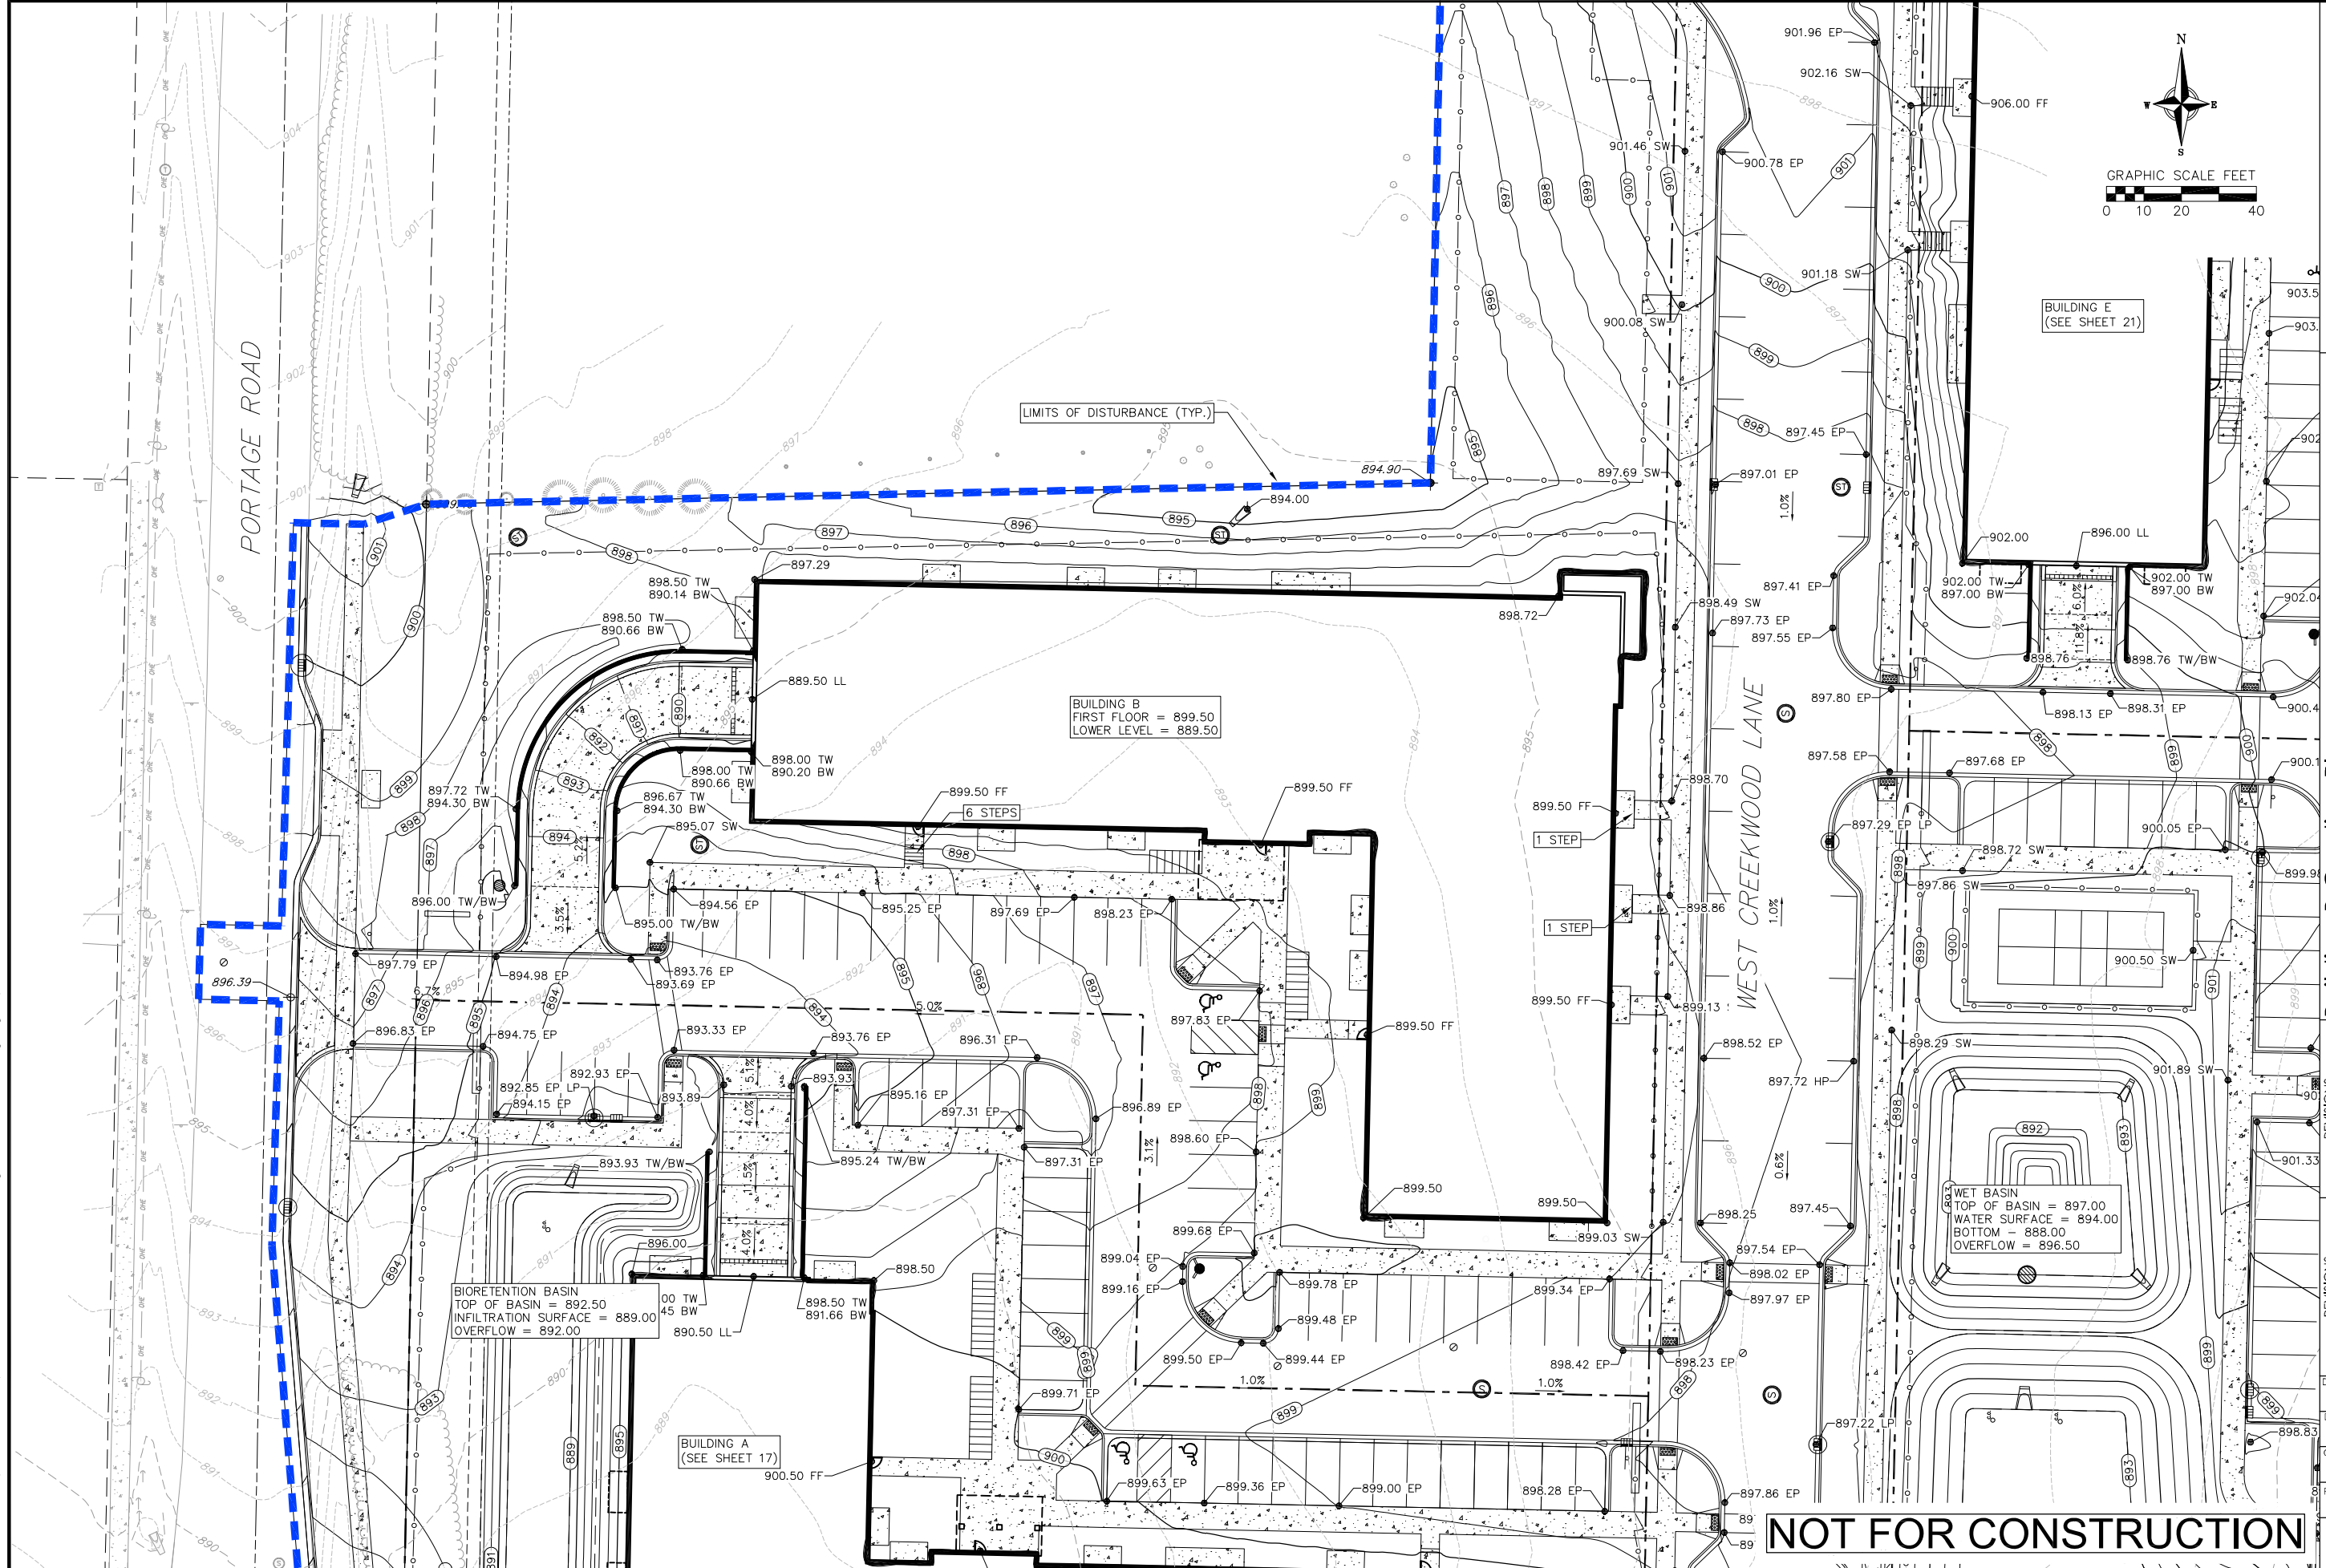 PORTAGE ROAD
WEST CREEKWOOD LANE
LIMITS OF DISTURBANCE (TYP.)
N
W
E
S
GRAPHIC SCALE FEET
0 10 20 40
901.96 EP
902.16 SW
906.00 FF
901.46 SW
900.78 EP
901.18 SW
900.08 SW
BUILDING E
(SEE SHEET 21)
897.45 EP
897.01 EP
897.69 SW
894.90
894.00
1.0%
ST
902.00
896.00 LL
902.00 TW
897.00 BW
902.00 TW
897.00 BW
6.0%
11.8%
898.76
898.76 TW/BW
897.41 EP
897.55 EP
897.80 EP
898.13 EP
898.31 EP
898.49 SW
897.73 EP
898.72
897.29
898.50 TW
890.14 BW
898.50 TW
890.66 BW
889.50 LL
BUILDING B
FIRST FLOOR = 899.50
LOWER LEVEL = 889.50
898.00 TW
890.20 BW
898.00 TW
890.66 BW
897.72 TW
894.30 BW
896.67 TW
894.30 BW
895.07 SW
899.50 FF
6 STEPS
899.50 FF
899.50 FF
1 STEP
1 STEP
898.70
898.86
899.13
899.50 FF
899.50 FF
897.58 EP
897.68 EP
897.29 EP LP
900.05 EP
898.72 SW
897.86 SW
900.50 SW
898.29 SW
901.89 SW
896.00 TW/BW
895.00 TW/BW
5.2%
3.5%
894.56 EP
895.25 EP
897.69 EP
898.23 EP
897.79 EP
894.98 EP
893.76 EP
893.69 EP
896.39
6.7%
5.0%
896.83 EP
894.75 EP
893.33 EP
893.76 EP
896.31 EP
897.83 EP
892.93 EP
892.85 EP LP
894.15 EP
893.89
893.93
5.1%
4.0%
1.5%
4.0%
895.16 EP
897.31 EP
896.89 EP
897.31 EP
898.60 EP
3.1%
893.93 TW/BW
895.24 TW/BW
898.52 EP
897.72 HP
1.0%
0.6%
897.45
898.25
897.54 EP
898.02 EP
897.97 EP
899.50
899.50
899.03 SW
899.68 EP
899.04 EP
899.16 EP
899.78 EP
899.48 EP
899.50 EP
899.44 EP
899.34 EP
898.42 EP
898.23 EP
1.0%
1.0%
896.00
898.50
898.50 TW
891.66 BW
00 TW
45 BW
890.50 LL
BIORETENTION BASIN
TOP OF BASIN = 892.50
INFILTRATION SURFACE = 889.00
OVERFLOW = 892.00
WET BASIN
TOP OF BASIN = 897.00
WATER SURFACE = 894.00
BOTTOM - 888.00
OVERFLOW = 896.50
BUILDING A
(SEE SHEET 17)
900.50 FF
899.71 EP
899.63 EP
899.36 EP
899.00 EP
898.28 EP
897.86 EP
897.22 LP
898.83
901.33
NOT FOR CONSTRUCTION